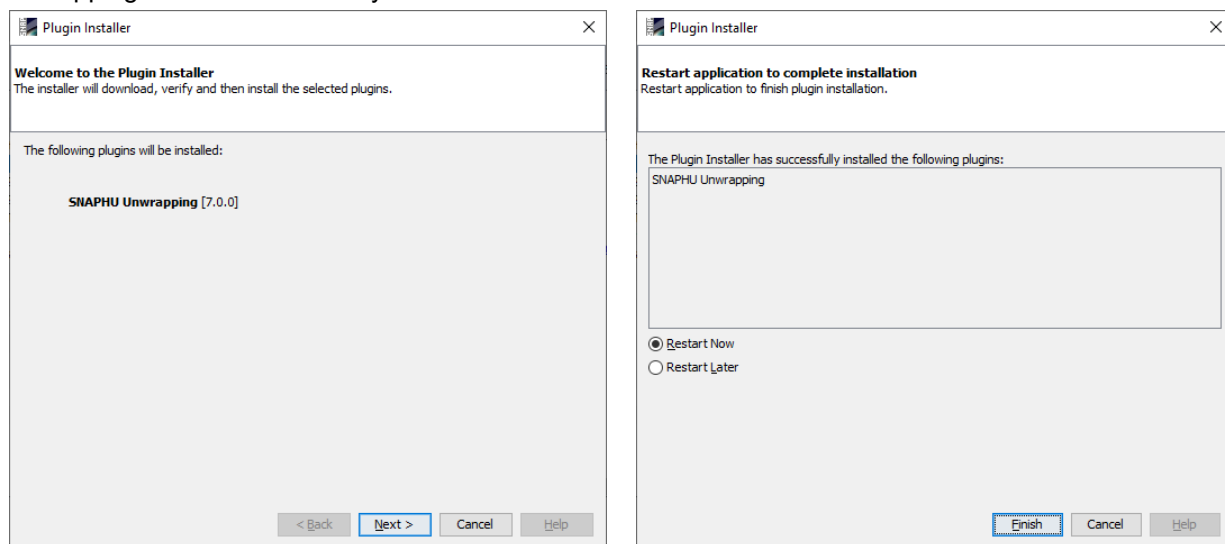 Plugin Installer
Welcome to the Plugin Installer
The installer will download, verify and then install the selected plugins.
The following plugins will be installed:
SNAPHU Unwrapping [7.0.0]
< Back Next > Cancel Help
Plugin Installer
Restart application to complete installation
Restart application to finish plugin installation.
The Plugin Installer has successfully installed the following plugins:
SNAPHU Unwrapping
Restart Now
Restart Later
Finish Cancel Help